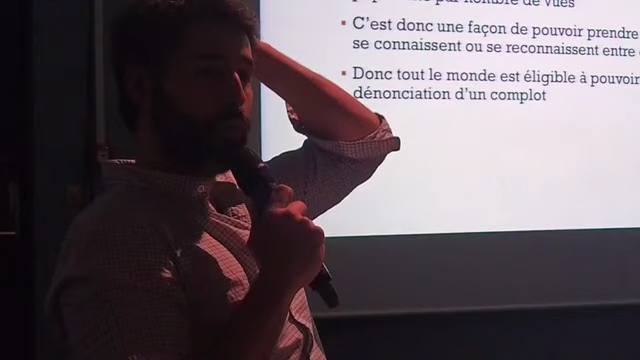 par nombre de vues
C'est donc une façon de pouvoir prendre
se connaissent ou se reconnaissent entre
Donc tout le monde est éligible à pouvoir
dénonciation d'un complot